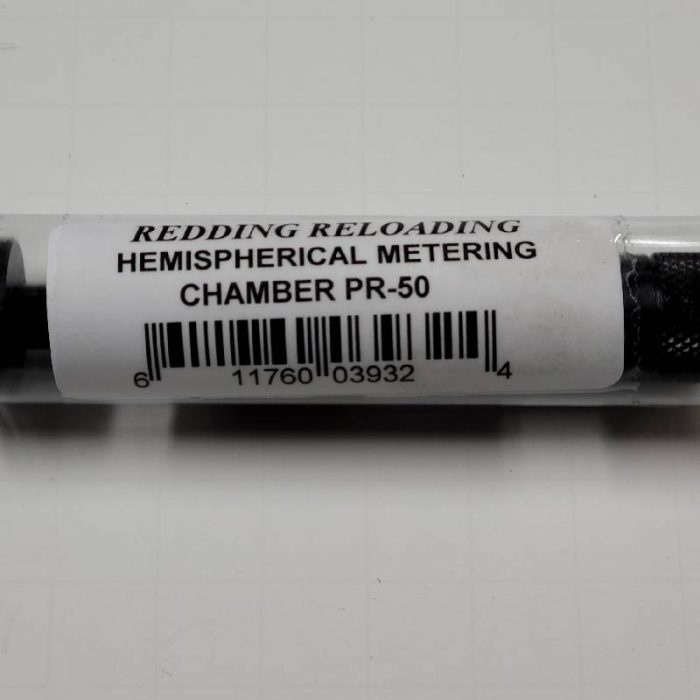 REDDING RELOADING
HEMISPHERICAL METERING
CHAMBER PR-50
6 11760 03932 4